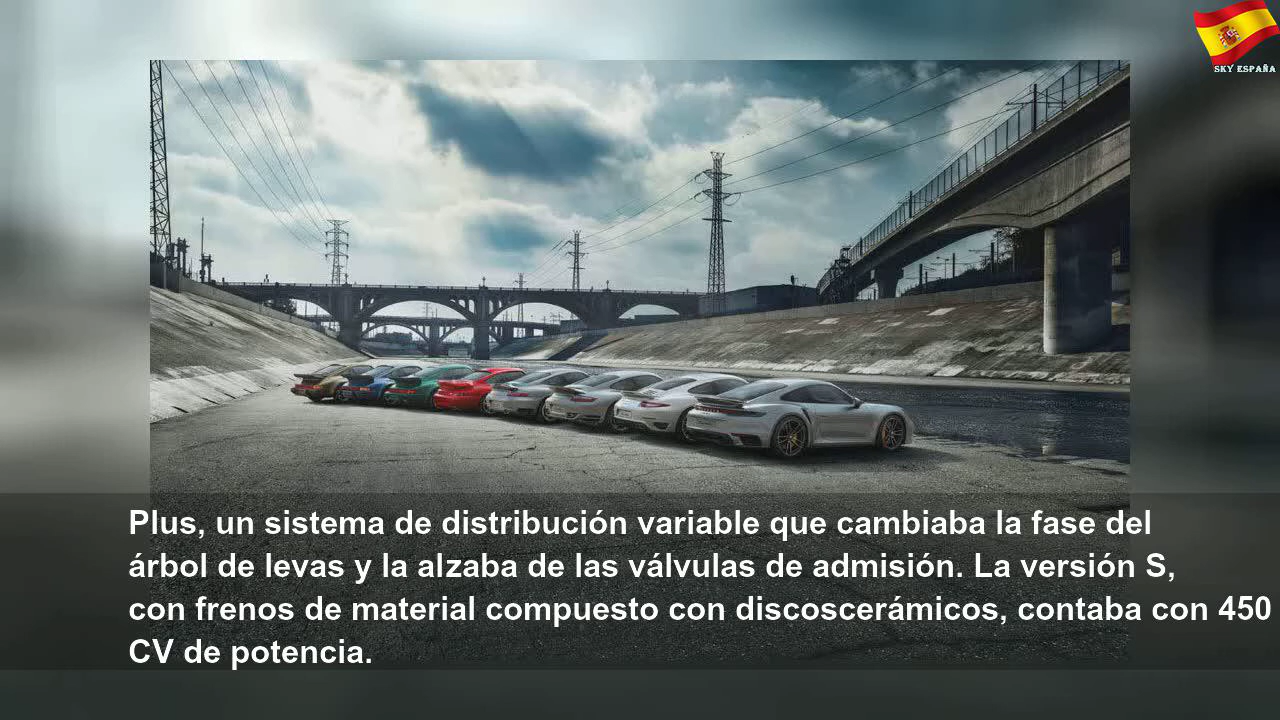 SKY ESPAÑA
Plus, un sistema de distribución variable que cambiaba la fase del
árbol de levas y la alzaba de las válvulas de admisión. La versión S,
con frenos de material compuesto con discoscerámicos, contaba con 450
CV de potencia.